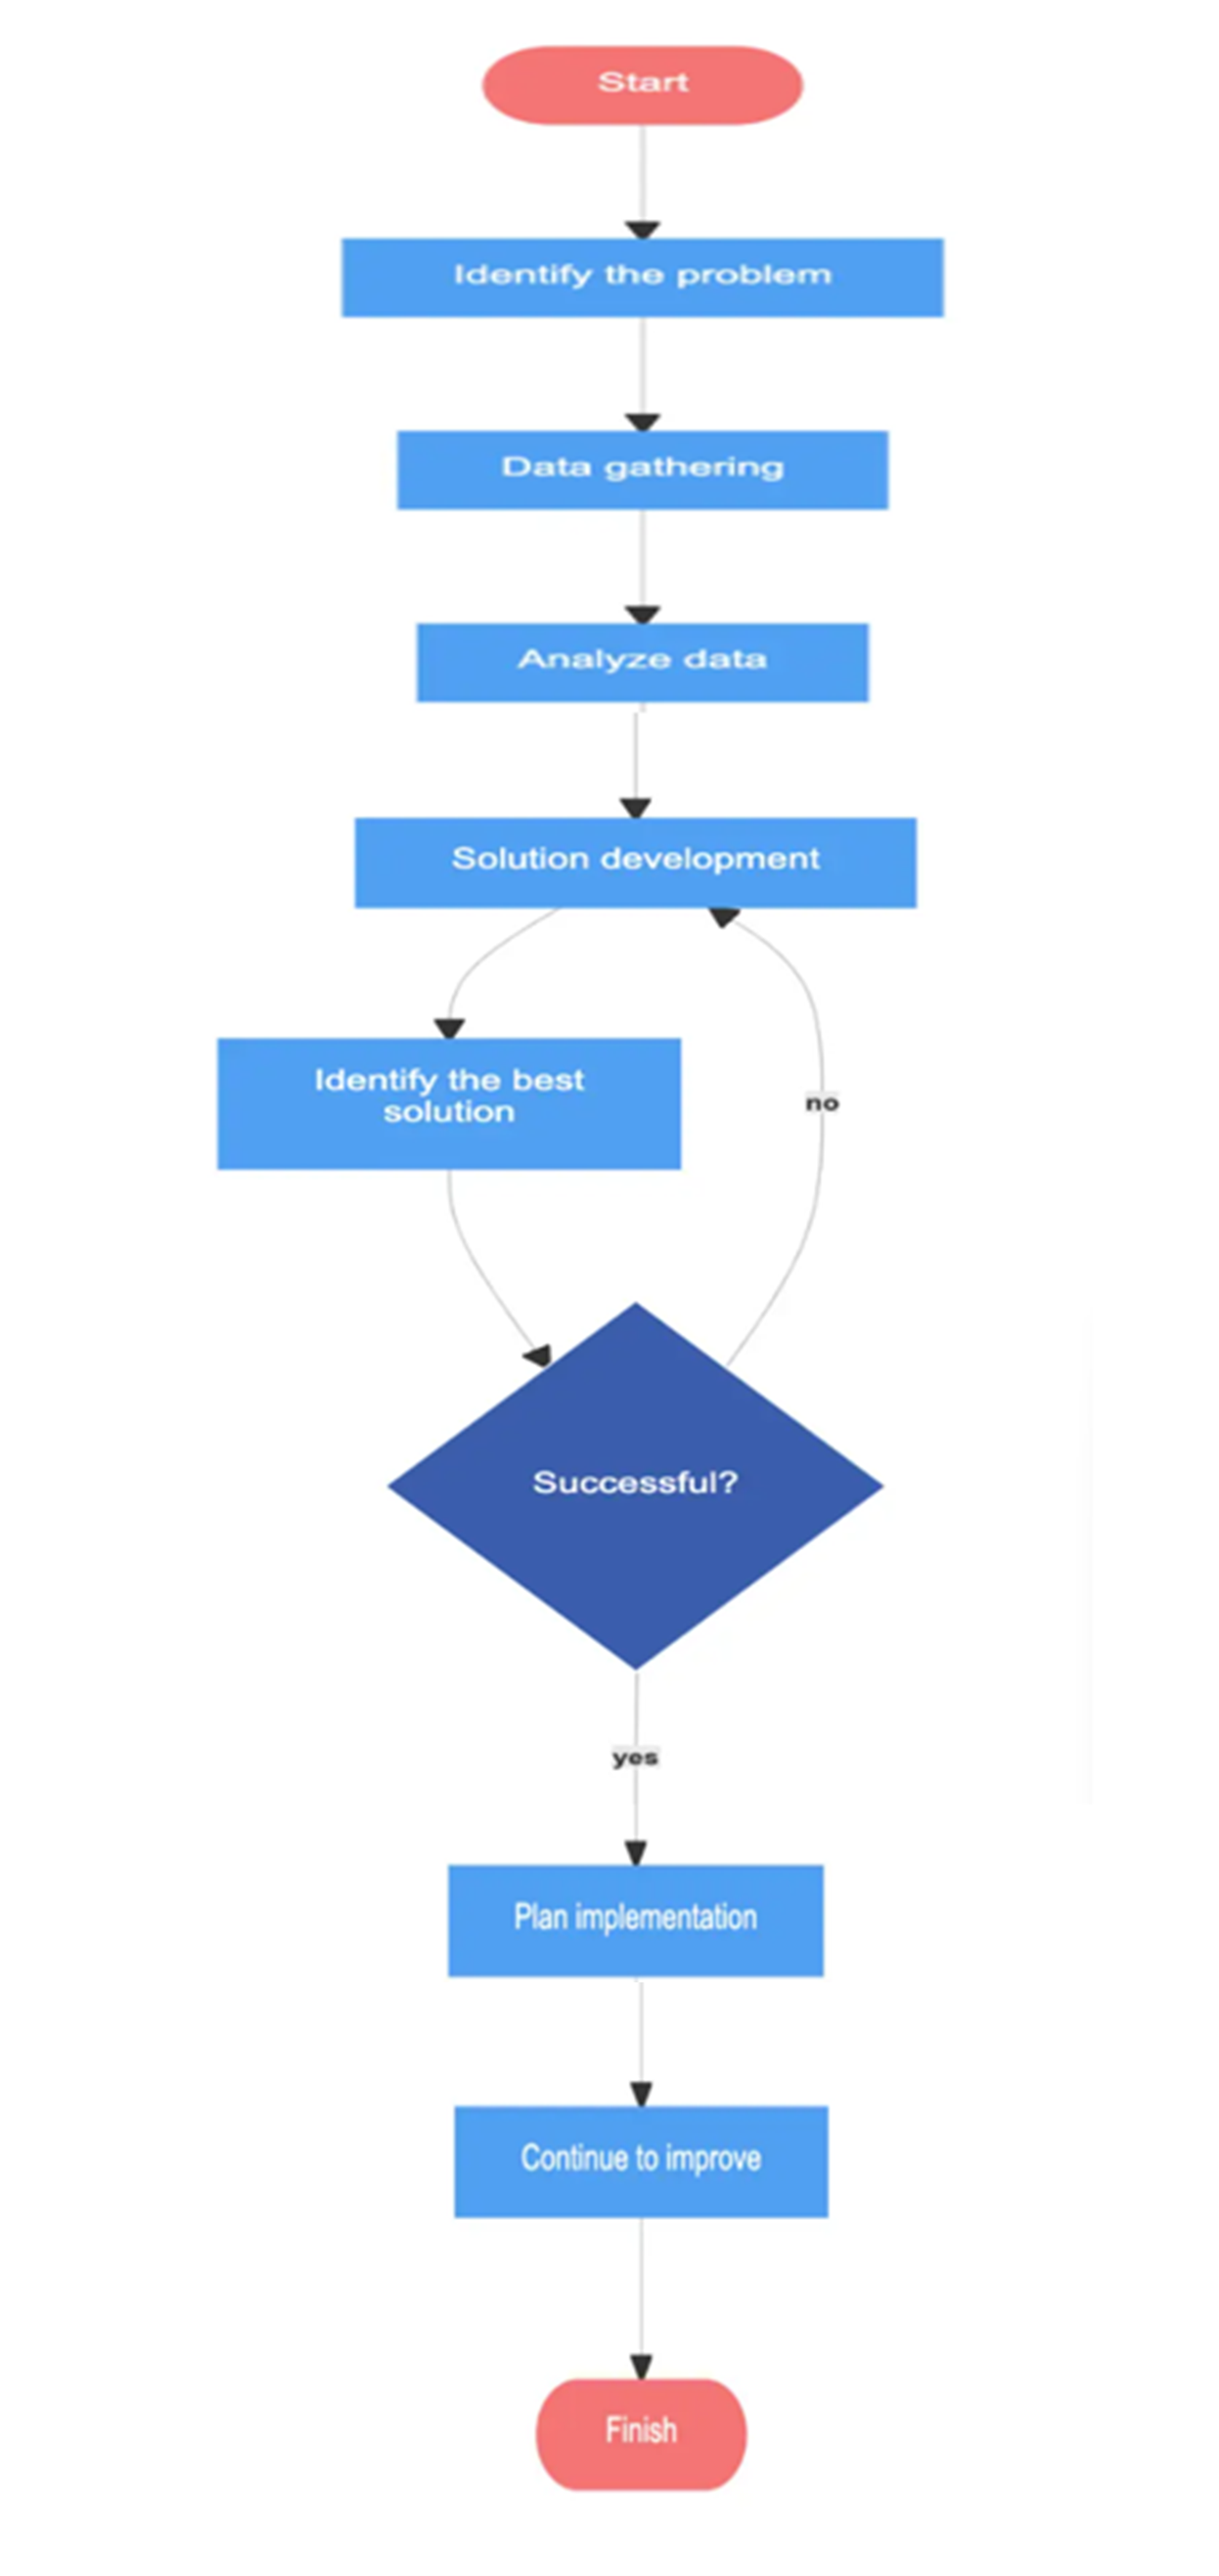 Start
Identify the problem
Data gathering
Analyze data
Solution development
Identify the best
solution
no
Successful?
yes
Plan implementation
Continue to improve
Finish